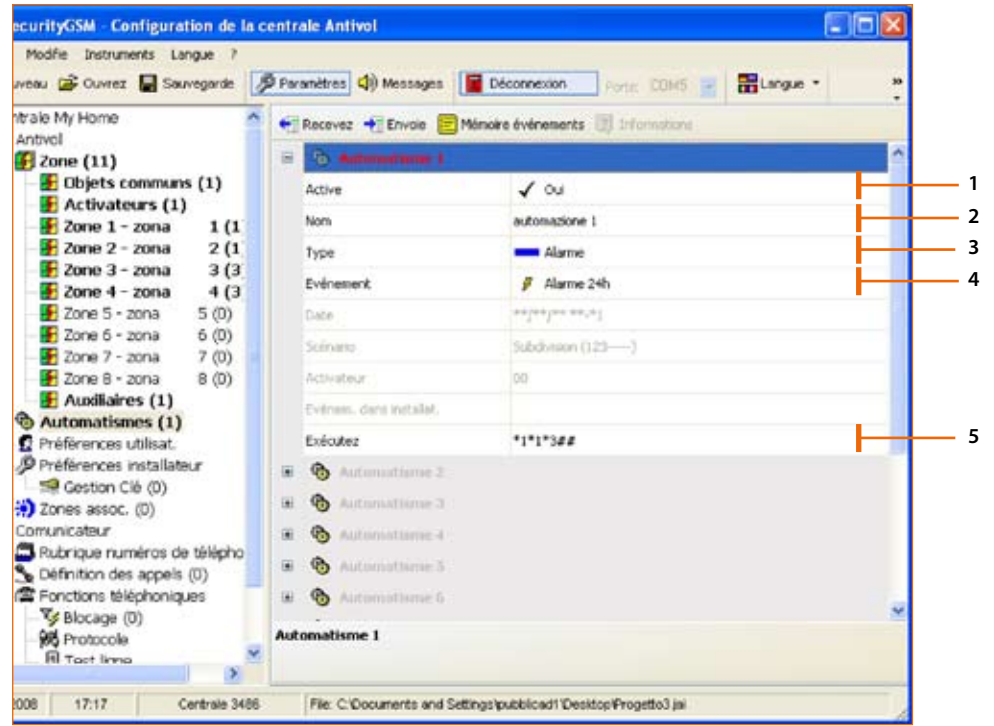 ecurityGSM - Configuration de la centrale Antivol
Modifie Instruments Langue ?
uveau Ouvrez Sauvegarde Paramètres Messages Déconnexion Porte: COM5 Langue »
ntrale My Home
Antivol
Zone (11)
Objets communs (1)
Activateurs (1)
Zone 1 - zona 1 (1
Zone 2 - zona 2 (1
Zone 3 - zona 3 (3
Zone 4 - zona 4 (3
Zone 5 - zona 5 (0)
Zone 6 - zona 6 (0)
Zone 7 - zona 7 (0)
Zone 8 - zona 8 (0)
Auxiliaires (1)
Automatismes (1)
Préférences utilisat.
Préférences installateur
Gestion Clé (0)
Zones assoc. (0)
Comunicateur
Rubrique numéros de télépho
Définition des appels (0)
Fonctions téléphoniques
Blocage (0)
Protocole
Test ligne
Recevez Envoie Mémoire événements Informations
Automatisme 1
Active Oui 1
Nom automazione 1 2
Type Alarme 3
Evénement Alarme 24h 4
Date
Scénario Subdivision (123-----)
Activateur 00
Evénem. dans installat.
Exécutez *1*1*3## 5
Automatisme 2
Automatisme 3
Automatisme 4
Automatisme 5
Automatisme 6
Automatisme 1
2008 17:17 Centrale 3486 File: C:\Documents and Settings\pubblicad1\Desktop\Progetto3.jai